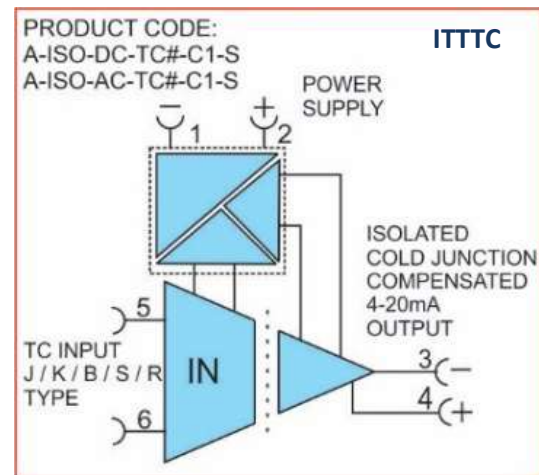 PRODUCT CODE:
A-ISO-DC-TC#-C1-S
A-ISO-AC-TC#-C1-S
ITTTC
POWER
SUPPLY
− +
1 2
ISOLATED
COLD JUNCTION
COMPENSATED
4-20mA
OUTPUT
5
TC INPUT
J / K / B / S / R
TYPE
6
IN
3 −
4 +